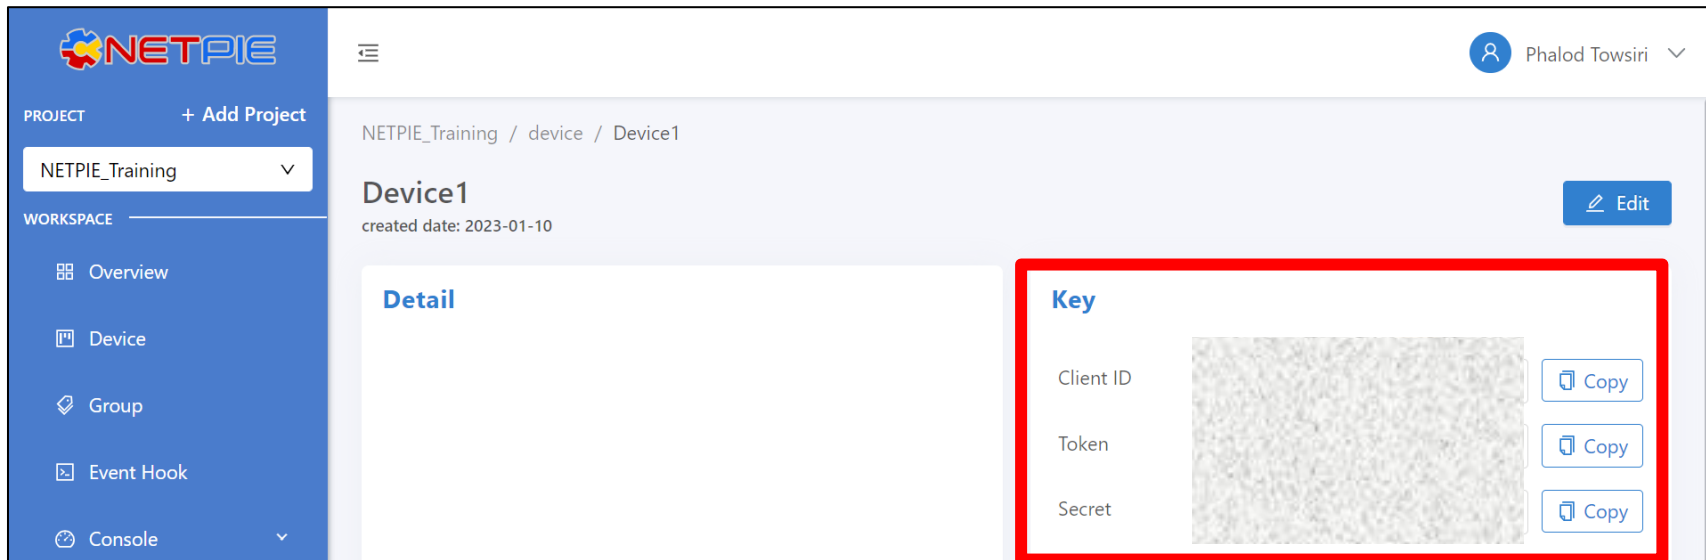 NETPIE
Phalod Towsiri
PROJECT + Add Project
NETPIE_Training
WORKSPACE
Overview
Device
Group
Event Hook
Console
NETPIE_Training / device / Device1
Device1
created date: 2023-01-10
Edit
Detail
Key
Client ID Copy
Token Copy
Secret Copy